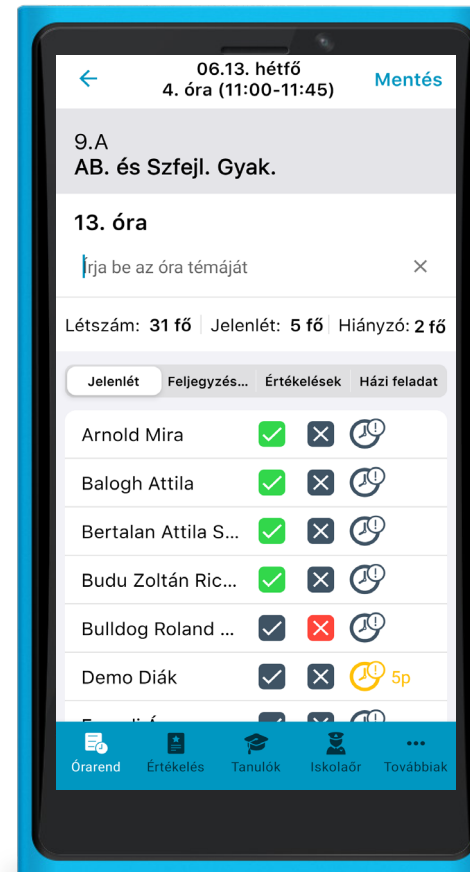 06.13. hétfő
4. óra (11:00-11:45)
Mentés
9.A
AB. és Szfejl. Gyak.
13. óra
Írja be az óra témáját
Létszám: 31 fő Jelenlét: 5 fő Hiányzó: 2 fő
Jelenlét Feljegyzés... Értékelések Házi feladat
Arnold Mira
Balogh Attila
Bertalan Attila S...
Budu Zoltán Ric...
Bulldog Roland ...
Demo Diák 5p
Órarend Értékelés Tanulók Iskolaőr Továbbiak